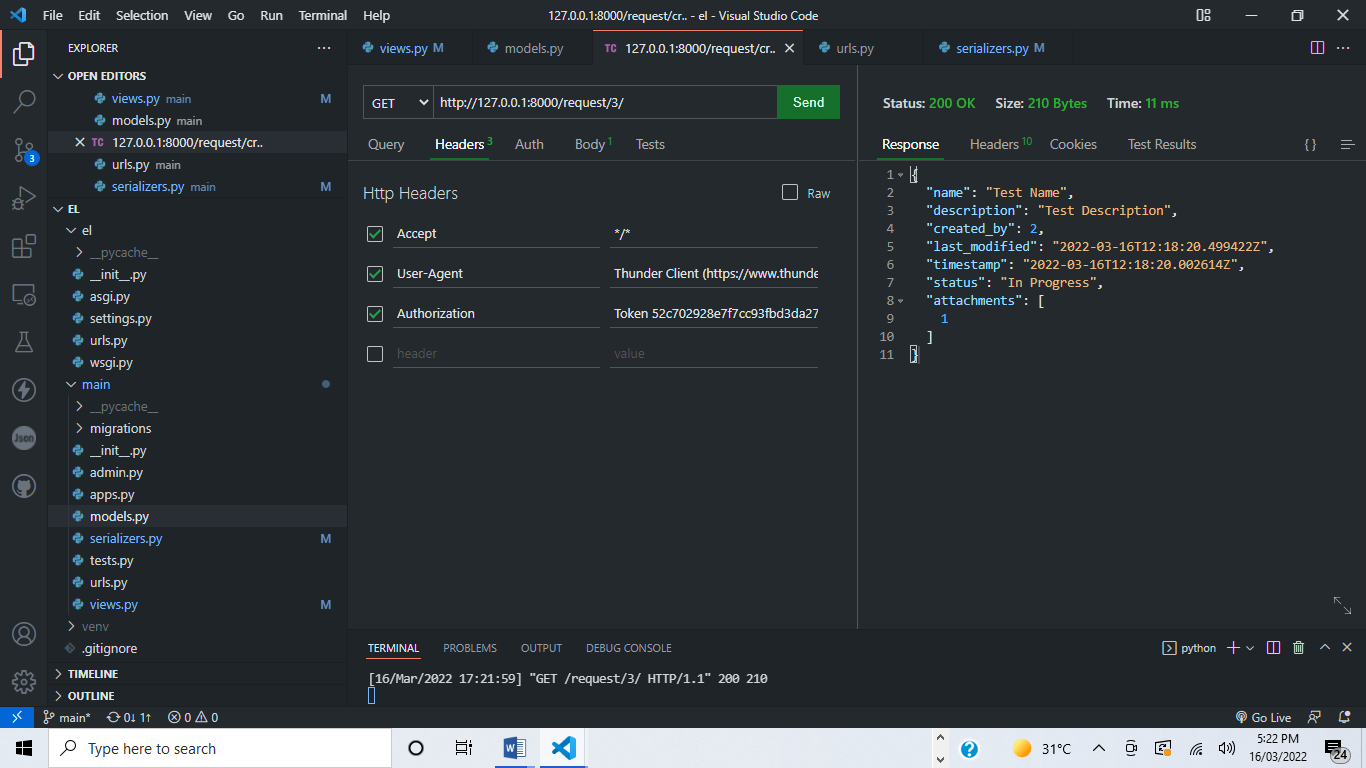 File Edit Selection View Go Run Terminal Help 127.0.0.1:8000/request/cr.. - el - Visual Studio Code
EXPLORER
OPEN EDITORS
views.py main M
models.py main
TC 127.0.0.1:8000/request/cr..
urls.py main
serializers.py main M
3
EL
el
__pycache__
__init__.py
asgi.py
settings.py
urls.py
wsgi.py
main
__pycache__
migrations
__init__.py
admin.py
apps.py
models.py
serializers.py M
tests.py
urls.py
views.py M
venv
.gitignore
TIMELINE
OUTLINE
Json
views.py M models.py TC 127.0.0.1:8000/request/cr.. urls.py serializers.py M
GET http://127.0.0.1:8000/request/3/ Send
Query Headers 3 Auth Body 1 Tests
Http Headers Raw
Accept */*
User-Agent Thunder Client (https://www.thunde
Authorization Token 52c702928e7f7cc93fbd3da27
header value
Status: 200 OK Size: 210 Bytes Time: 11 ms
Response Headers 10 Cookies Test Results { }
1 {
2 "name": "Test Name",
3 "description": "Test Description",
4 "created_by": 2,
5 "last_modified": "2022-03-16T12:18:20.499422Z",
6 "timestamp": "2022-03-16T12:18:20.002614Z",
7 "status": "In Progress",
8 "attachments": [
9 1
10 ]
11 }
TERMINAL PROBLEMS OUTPUT DEBUG CONSOLE python
[16/Mar/2022 17:21:59] "GET /request/3/ HTTP/1.1" 200 210
main* 0↓ 1↑ 0 0 Go Live
Type here to search 31°C 5:22 PM
16/03/2022 24